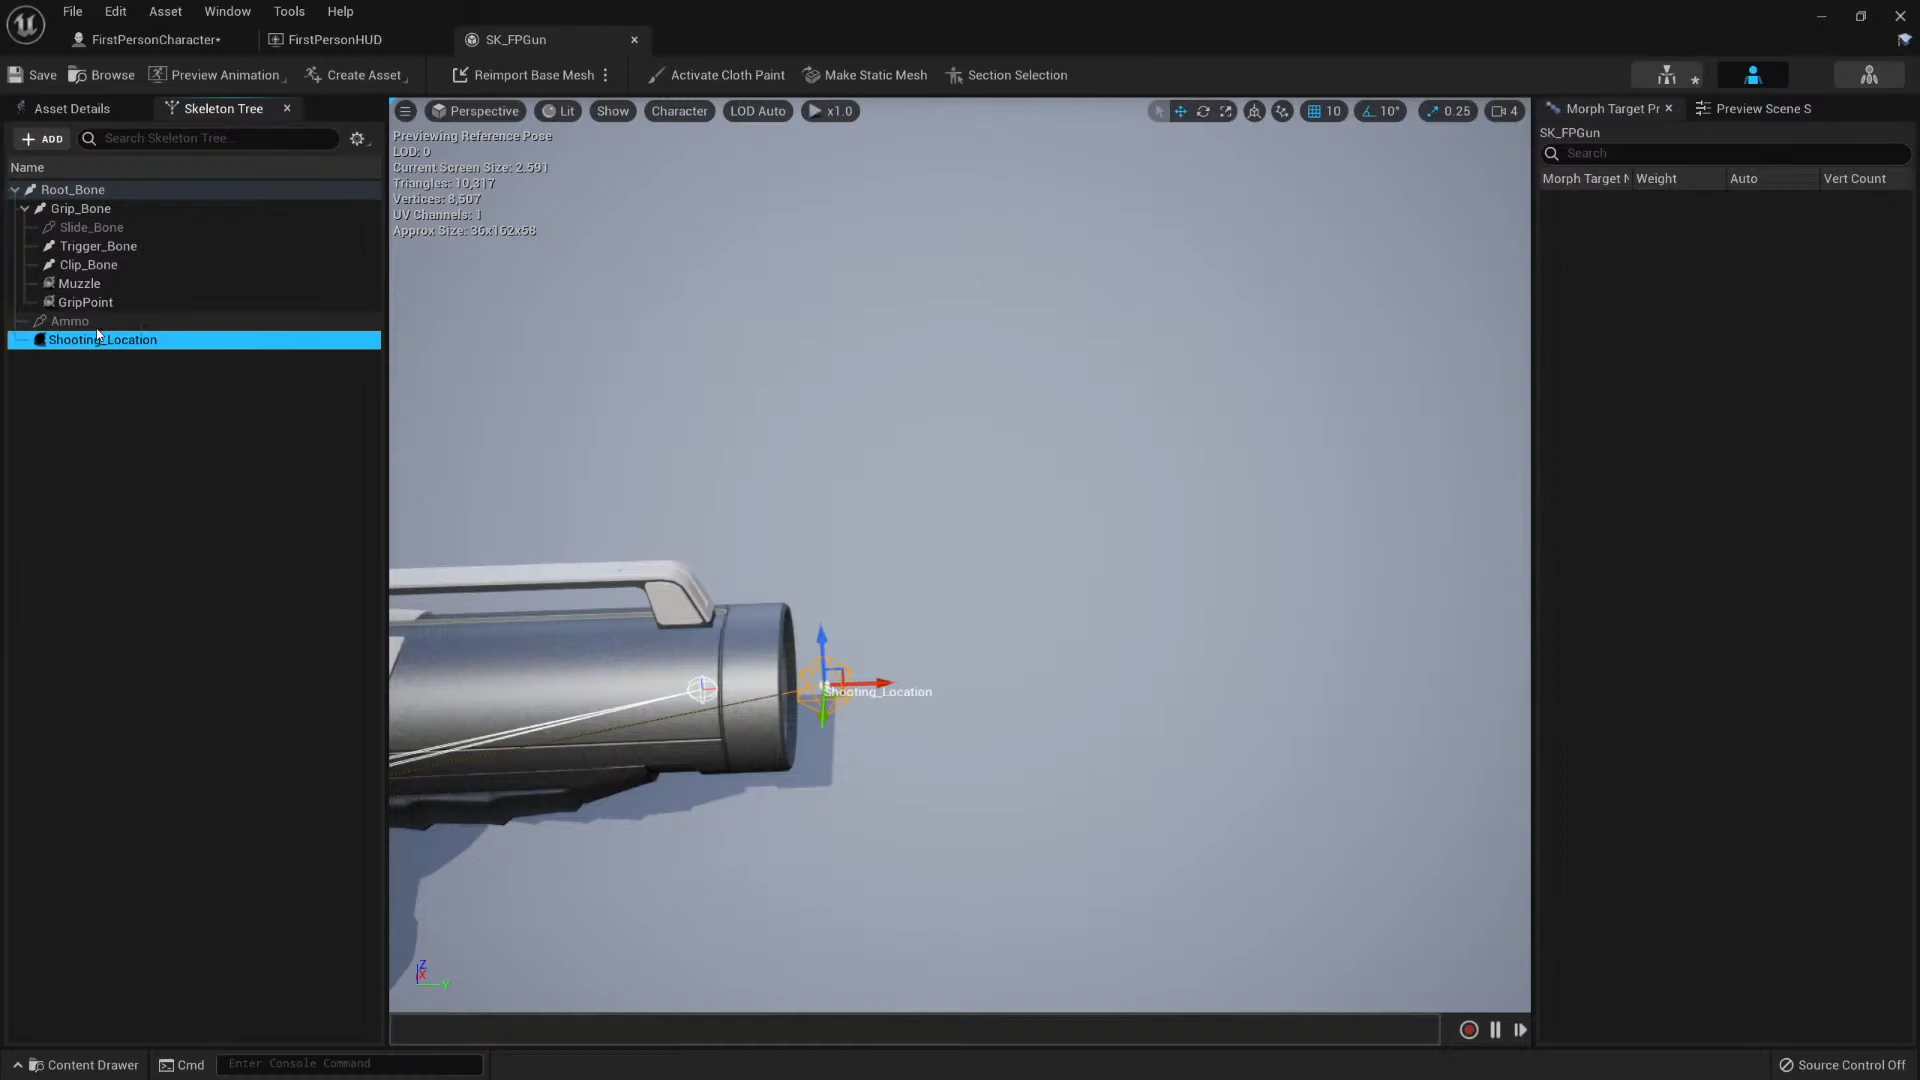 File Edit Asset Window Tools Help
FirstPersonCharacter• FirstPersonHUD SK_FPGun
Save Browse Preview Animation Create Asset Reimport Base Mesh Activate Cloth Paint Make Static Mesh Section Selection
Asset Details Skeleton Tree
Perspective Lit Show Character LOD Auto x1.0 10 10° 0.25 4
Morph Target Pr Preview Scene S
ADD Search Skeleton Tree...
Name
Root_Bone
Grip_Bone
Slide_Bone
Trigger_Bone
Clip_Bone
Muzzle
GripPoint
Ammo
Shooting_Location
Previewing Reference Pose
LOD: 0
Current Screen Size: 2.591
Triangles: 10,317
Vertices: 8,507
UV Channels: 1
Approx Size: 36x162x58
SK_FPGun
Search
Morph Target N Weight Auto Vert Count
Shooting_Location
Z
X
Y
Content Drawer Cmd Enter Console Command Source Control Off